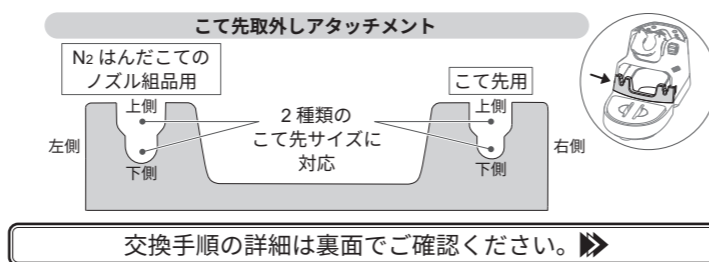 こて先取外しアタッチメント
N2 はんだこての
ノズル組品用
こて先用
上側
上側
2 種類の
こて先サイズに
対応
左側
右側
下側
下側
交換手順の詳細は裏面でご確認ください。